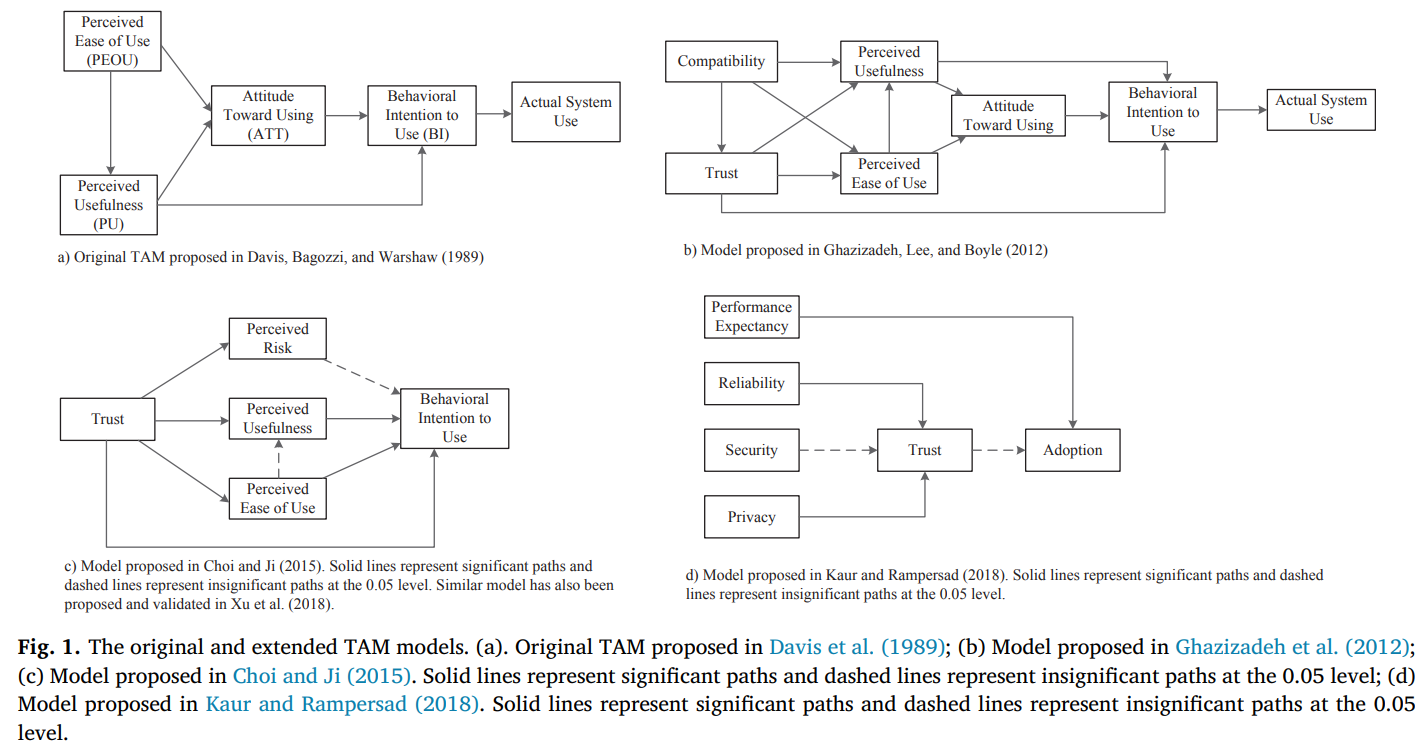 Perceived
Ease of Use
(PEOU)
Attitude
Toward Using
(ATT)
Behavioral
Intention to
Use (BI)
Actual System
Use
Perceived
Usefulness
(PU)
a) Original TAM proposed in Davis, Bagozzi, and Warshaw (1989)
Compatibility
Perceived
Usefulness
Attitude
Toward Using
Behavioral
Intention to
Use
Actual System
Use
Trust
Perceived
Ease of Use
b) Model proposed in Ghazizadeh, Lee, and Boyle (2012)
Perceived
Risk
Trust
Perceived
Usefulness
Behavioral
Intention to
Use
Perceived
Ease of Use
c) Model proposed in Choi and Ji (2015). Solid lines represent significant paths and
dashed lines represent insignificant paths at the 0.05 level. Similar model has also been
proposed and validated in Xu et al. (2018).
Performance
Expectancy
Reliability
Security
Trust
Adoption
Privacy
d) Model proposed in Kaur and Rampersad (2018). Solid lines represent significant paths and dashed
lines represent insignificant paths at the 0.05 level.
Fig. 1. The original and extended TAM models. (a). Original TAM proposed in Davis et al. (1989); (b) Model proposed in Ghazizadeh et al. (2012);
(c) Model proposed in Choi and Ji (2015). Solid lines represent significant paths and dashed lines represent insignificant paths at the 0.05 level; (d)
Model proposed in Kaur and Rampersad (2018). Solid lines represent significant paths and dashed lines represent insignificant paths at the 0.05
level.